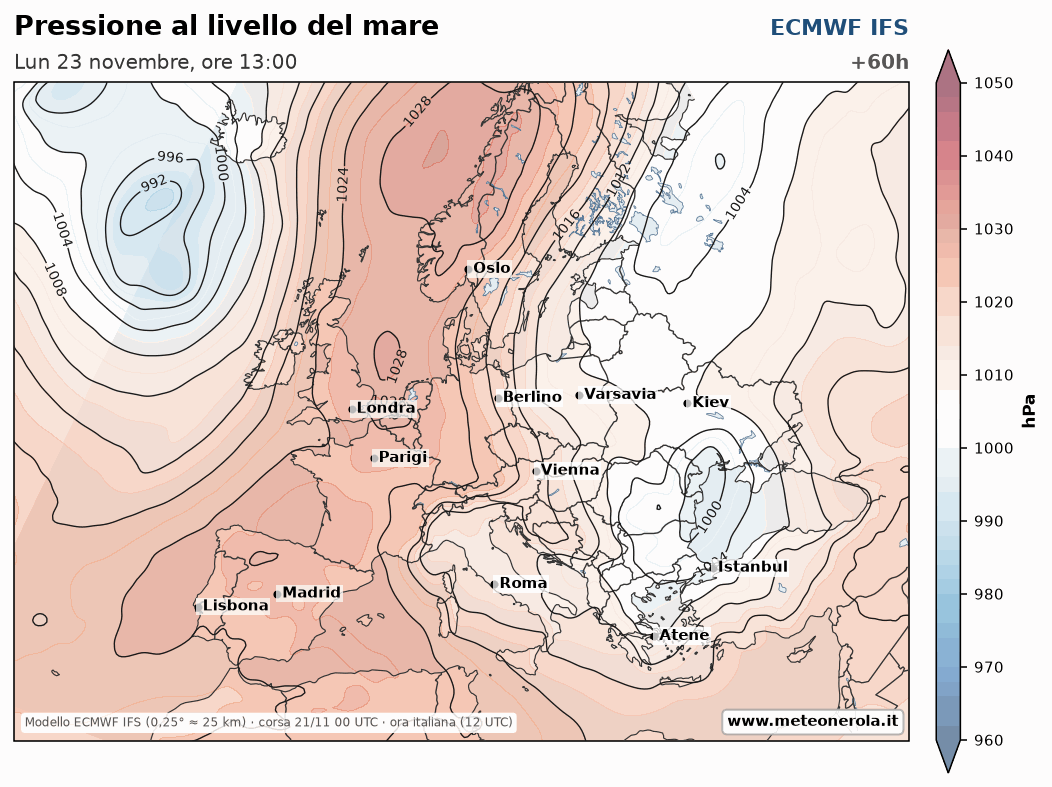 Pressione al livello del mare
ECMWF IFS
Lun 23 novembre, ore 13:00
+60h
1028
996
1000
992
1024
1012
1004
1016
1004
1008
Oslo
1028
Berlino
Varsavia
Kiev
Londra
Parigi
Vienna
1000
Istanbul
Roma
Madrid
Lisbona
Atene
Modello ECMWF IFS (0,25° ≈ 25 km) · corsa 21/11 00 UTC · ora italiana (12 UTC)
www.meteonerola.it
1050
1040
1030
1020
1010
1000
990
980
970
960
hPa